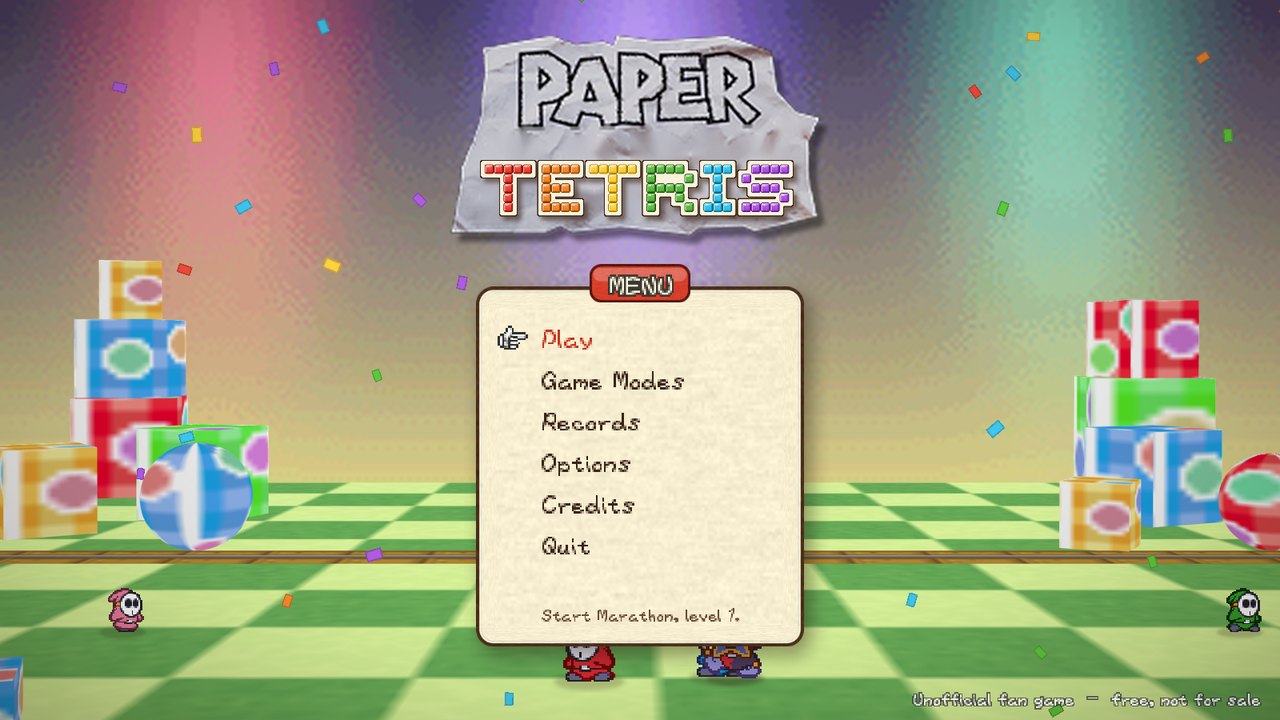 PAPER
TETRIS
MENU
Play
Game Modes
Records
Options
Credits
Quit
Start Marathon, level 1.
Unofficial fan game — free, not for sale